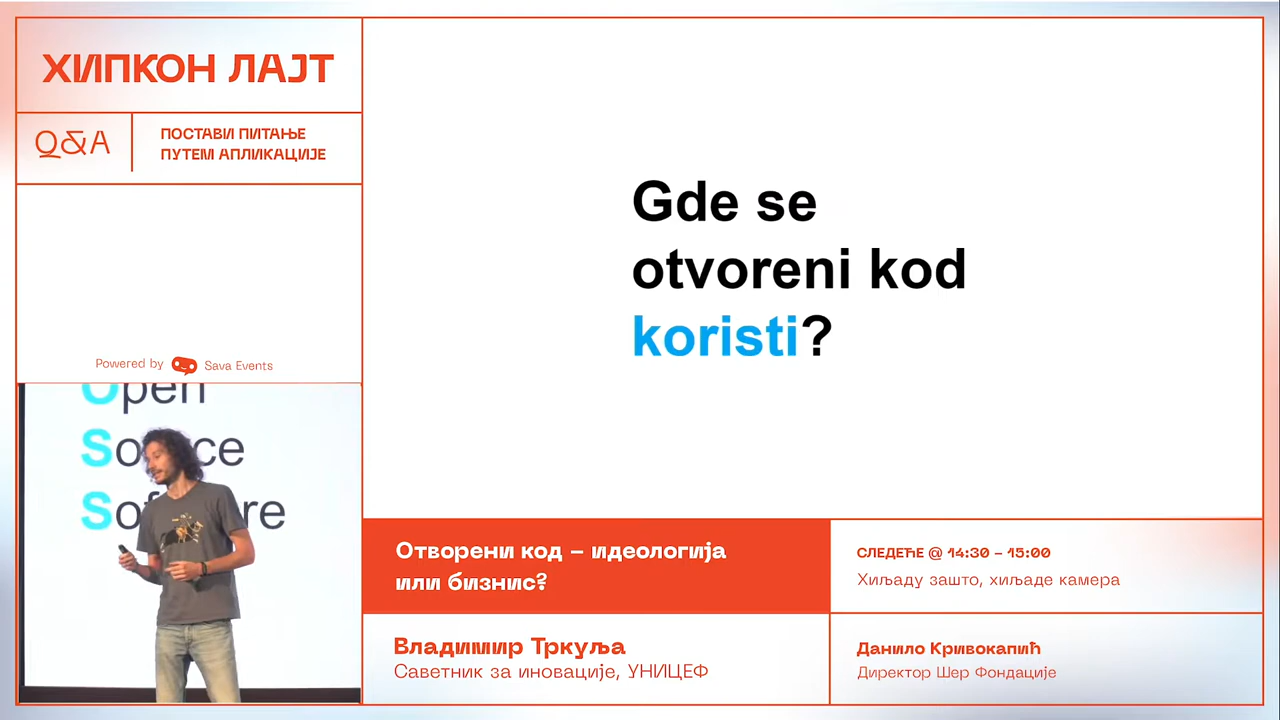 ХИПКОН ЛАЈТ
Q&A
ПОСТАВИ ПИТАЊЕ
ПУТЕМ АПЛИКАЦИЈЕ
Powered by Sava Events
Open
Software
Gde se
otvoreni kod
koristi?
Отворени код – идеологија
или бизнис?
Владимир Тркуља
Саветник за иновације, УНИЦЕФ
СЛЕДЕЋЕ @ 14:30 – 15:00
Хиљаду зашто, хиљаде камера
Данило Кривокапић
Директор Шер Фондације